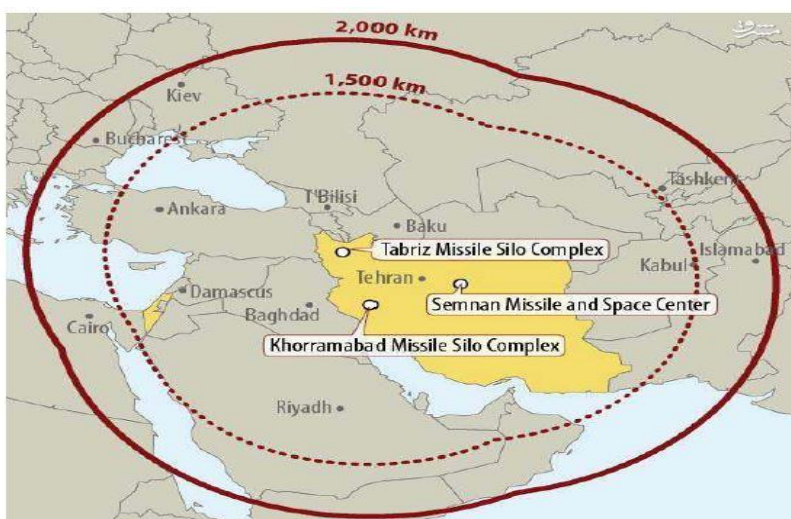 2,000 km
مشرق
1,500 km
Kiev
Bucharest
Tashkent
T'Bilisi
Ankara
Baku
Tabriz Missile Silo Complex
Islamabad
Kabul
Tehran
Damascus
Semnan Missile and Space Center
Baghdad
Cairo
Khorramabad Missile Silo Complex
Riyadh